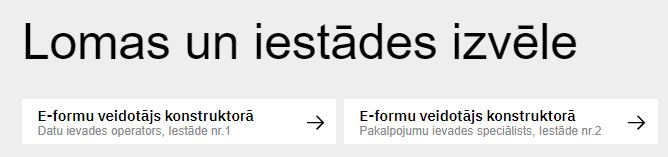 Lomas un iestādes izvēle
E-formu veidotājs konstruktorā
Datu ievades operators, Iestāde nr.1
E-formu veidotājs konstruktorā
Pakalpojumu ievades speciālists, Iestāde nr.2